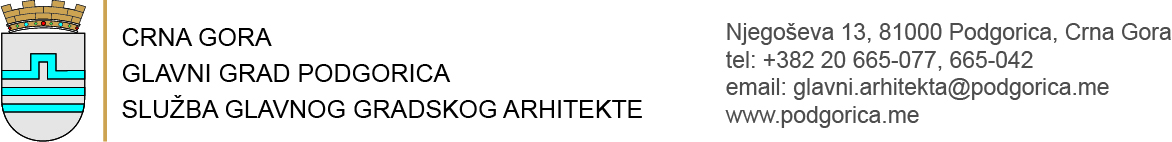 CRNA GORA
GLAVNI GRAD PODGORICA
SLUŽBA GLAVNOG GRADSKOG ARHITEKTE
Njegoševa 13, 81000 Podgorica, Crna Gora
tel: +382 20 665-077, 665-042
email: glavni.arhitekta@podgorica.me
www.podgorica.me